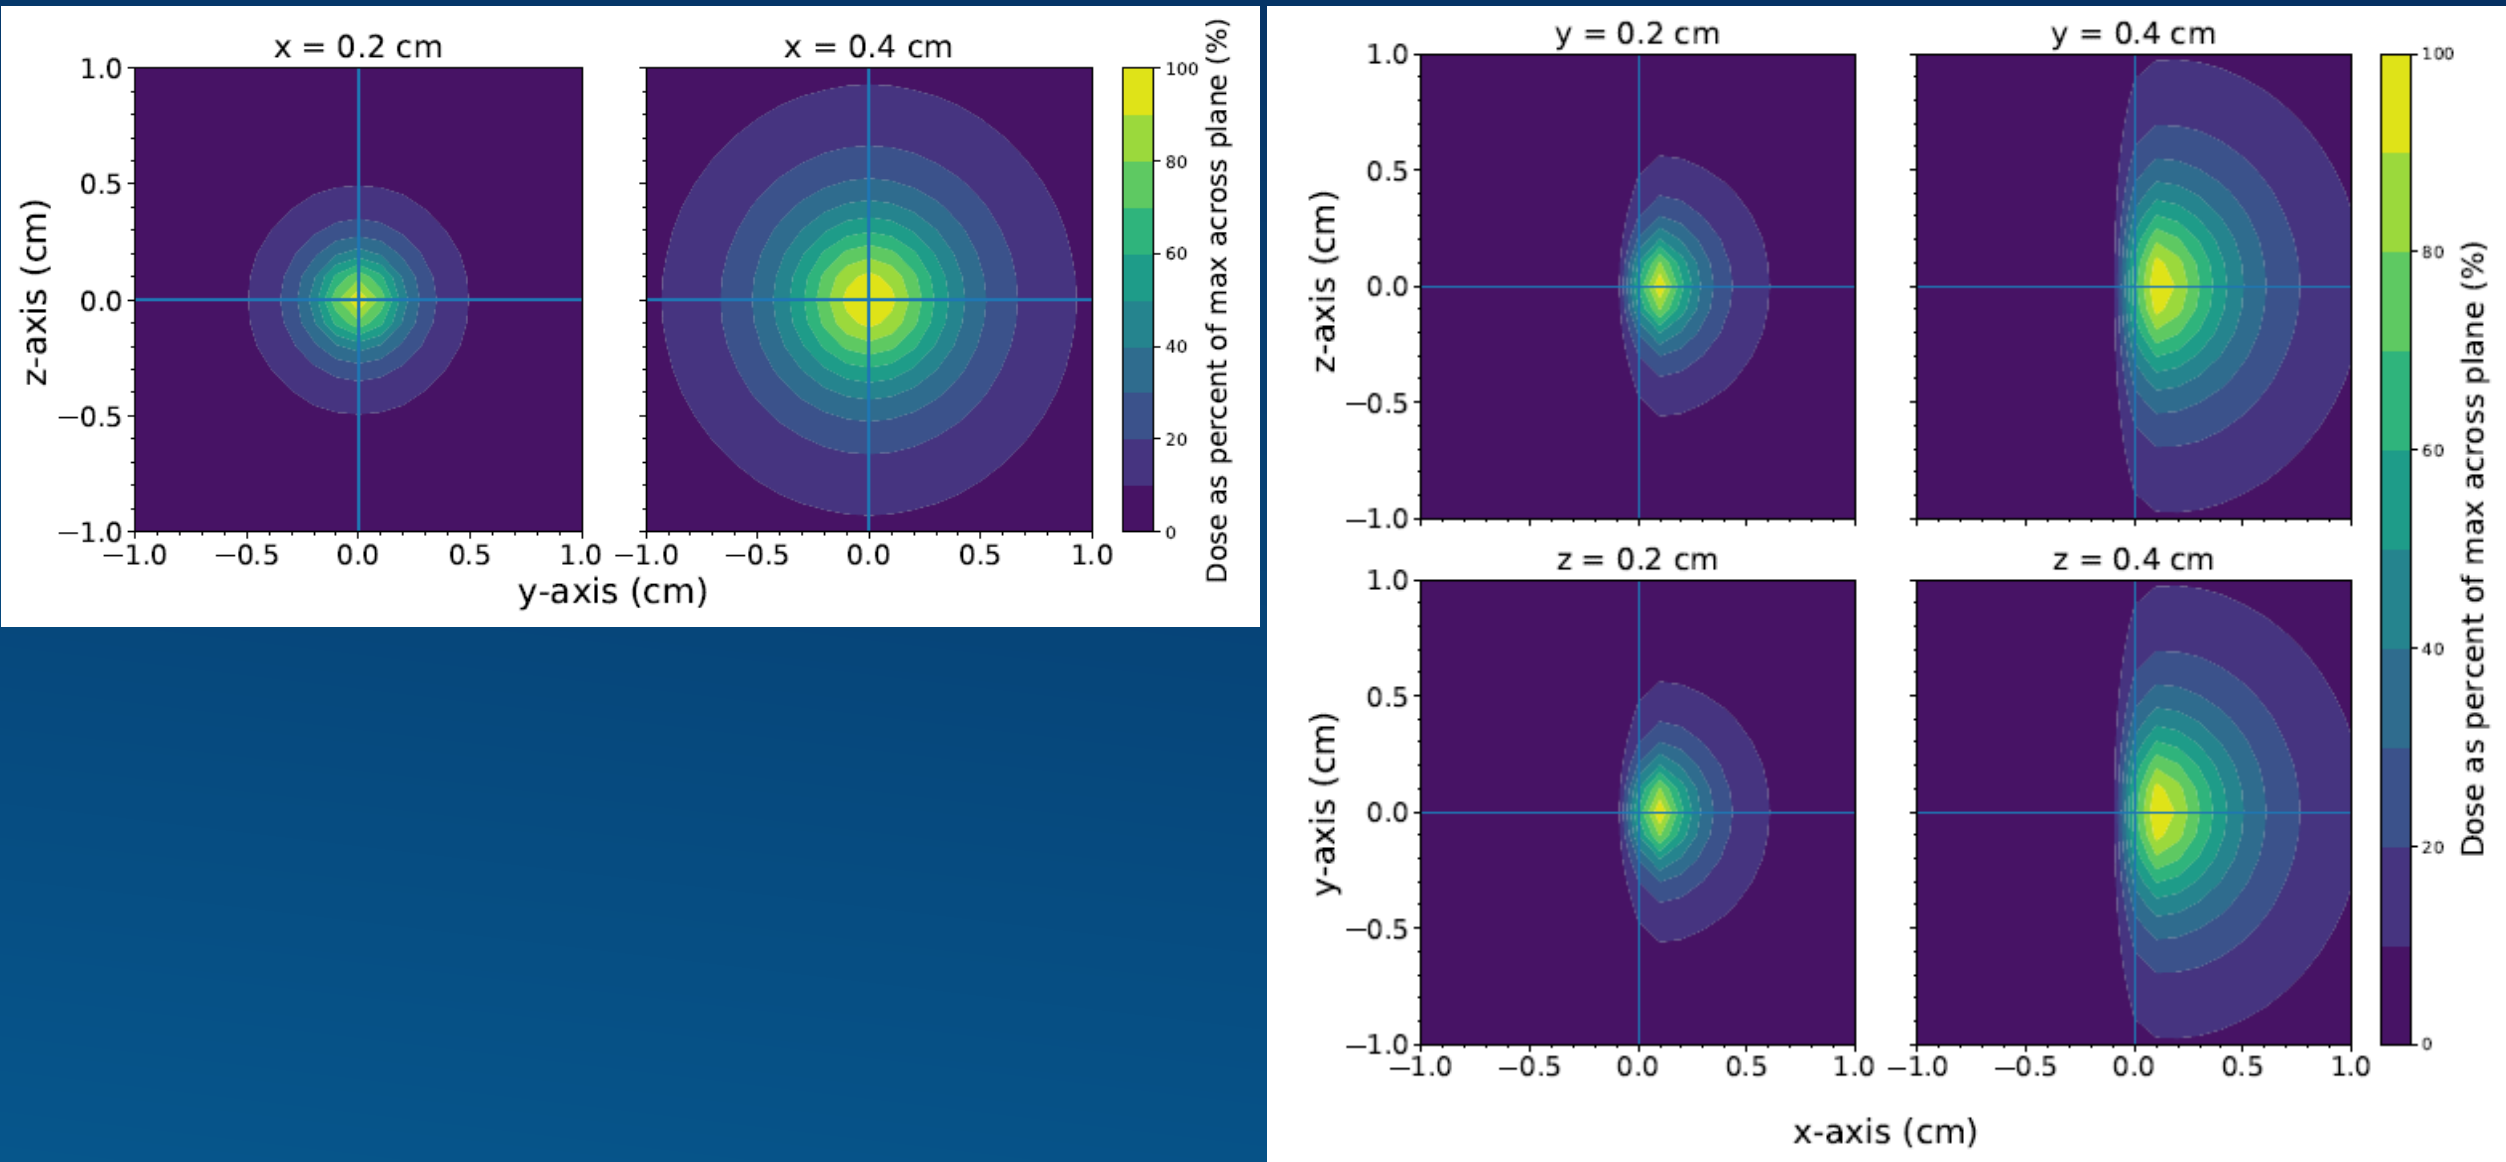 x = 0.2 cm
x = 0.4 cm
1.0
0.5
0.0
−0.5
−1.0
z-axis (cm)
−1.0 −0.5 0.0 0.5 1.0
−1.0 −0.5 0.0 0.5 1.0
y-axis (cm)
100
80
60
40
20
0
Dose as percent of max across plane (%)
y = 0.2 cm
y = 0.4 cm
1.0
0.5
0.0
−0.5
−1.0
z-axis (cm)
z = 0.2 cm
z = 0.4 cm
1.0
0.5
0.0
−0.5
−1.0
y-axis (cm)
−1.0 −0.5 0.0 0.5 1.0
−1.0 −0.5 0.0 0.5 1.0
x-axis (cm)
100
80
60
40
20
0
Dose as percent of max across plane (%)